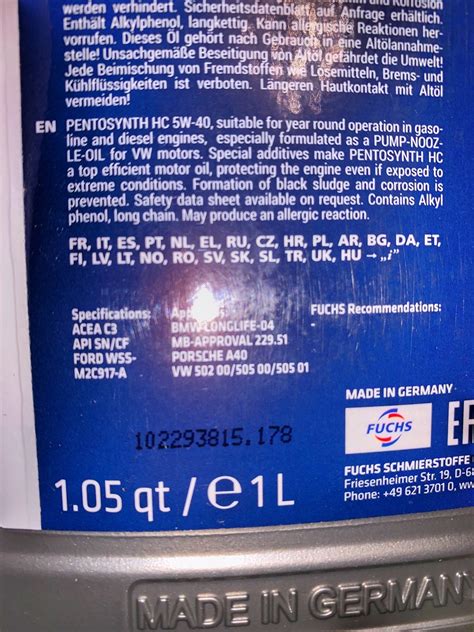 werden verhindert. Sicherheitsdatenblatt auf Anfrage erhältlich.
Enthält Alkylphenol, langkettig. Kann allergische Reaktionen her-
vorrufen. Dieses Öl gehört nach Gebrauch in eine Altölannahme-
stelle! Unsachgemäße Beseitigung von Altöl gefährdet die Umwelt!
Jede Beimischung von Fremdstoffen wie Lösemitteln, Brems- und
Kühlflüssigkeiten ist verboten. Längeren Hautkontakt mit Altöl
vermeiden!
EN PENTOSYNTH HC 5W-40, suitable for year round operation in gaso-
line and diesel engines, especially formulated as a PUMP-NOOZ-
LE-OIL for VW motors. Special additives make PENTOSYNTH HC
a top efficient motor oil, protecting the engine even if exposed to
extreme conditions. Formation of black sludge and corrosion is
prevented. Safety data sheet available on request. Contains Alkyl
phenol, long chain. May produce an allergic reaction.
FR, IT, ES, PT, NL, EL, RU, CZ, HR, PL, AR, BG, DA, ET,
FI, LV, LT, NO, RO, SV, SK, SL, TR, UK, HU → „i”
Specifications:
ACEA C3
API SN/CF
FORD WSS-
M2C917-A
BMW LONGLIFE-04
MB-APPROVAL 229.51
PORSCHE A40
VW 502 00/505 00/505 01
FUCHS Recommendations:
MADE IN GERMANY
FUCHS
102293815.178
FUCHS SCHMIERSTOFFE
Friesenheimer Str. 19, D-6
Phone: +49 621 3701 0, ww
1.05 qt / e 1 L
MADE IN GERMANY